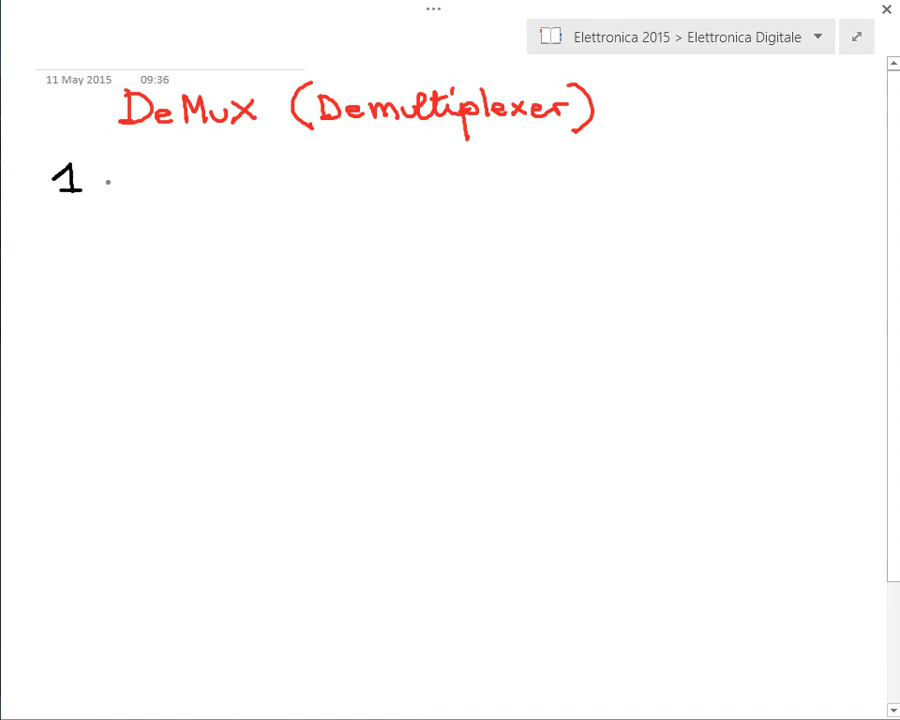 Elettronica 2015 > Elettronica Digitale
11 May 2015 09:36
DeMuX (Demultiplexer)
1